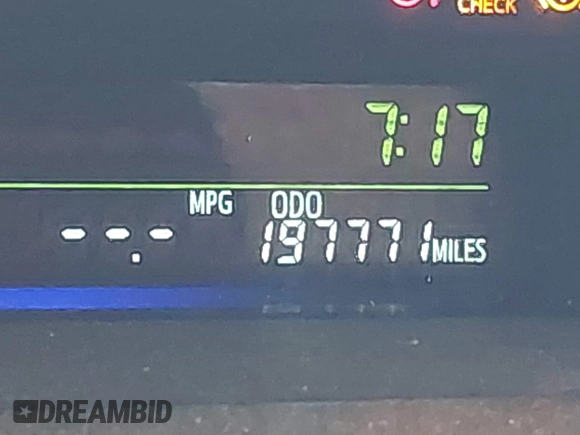 CHECK
7:17
MPG ODO
--.- 197771 MILES
DREAMBID